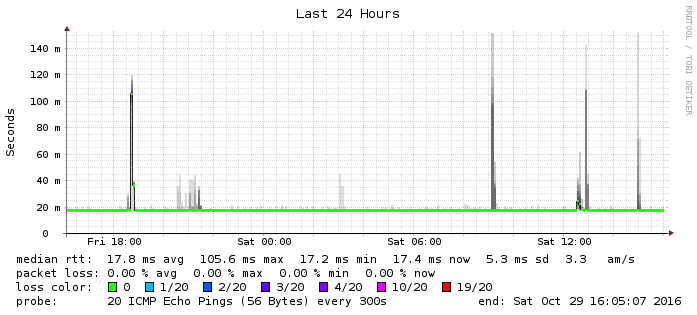 Last 24 Hours
RRDTOOL / TOBI OETIKER
Seconds
140 m
120 m
100 m
80 m
60 m
40 m
20 m
0
Fri 18:00 Sat 00:00 Sat 06:00 Sat 12:00
median rtt: 17.8 ms avg 105.6 ms max 17.2 ms min 17.4 ms now 5.3 ms sd 3.3 am/s
packet loss: 0.00 % avg 0.00 % max 0.00 % min 0.00 % now
loss color: 0 1/20 2/20 3/20 4/20 10/20 19/20
probe: 20 ICMP Echo Pings (56 Bytes) every 300s end: Sat Oct 29 16:05:07 2016